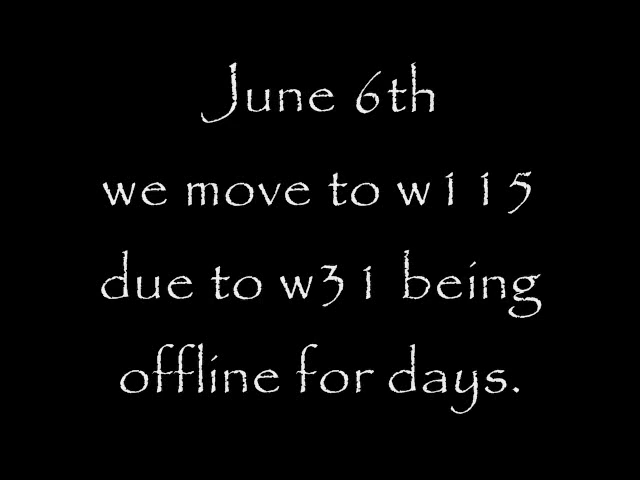 June 6th
we move to w115
due to w31 being
offline for days.